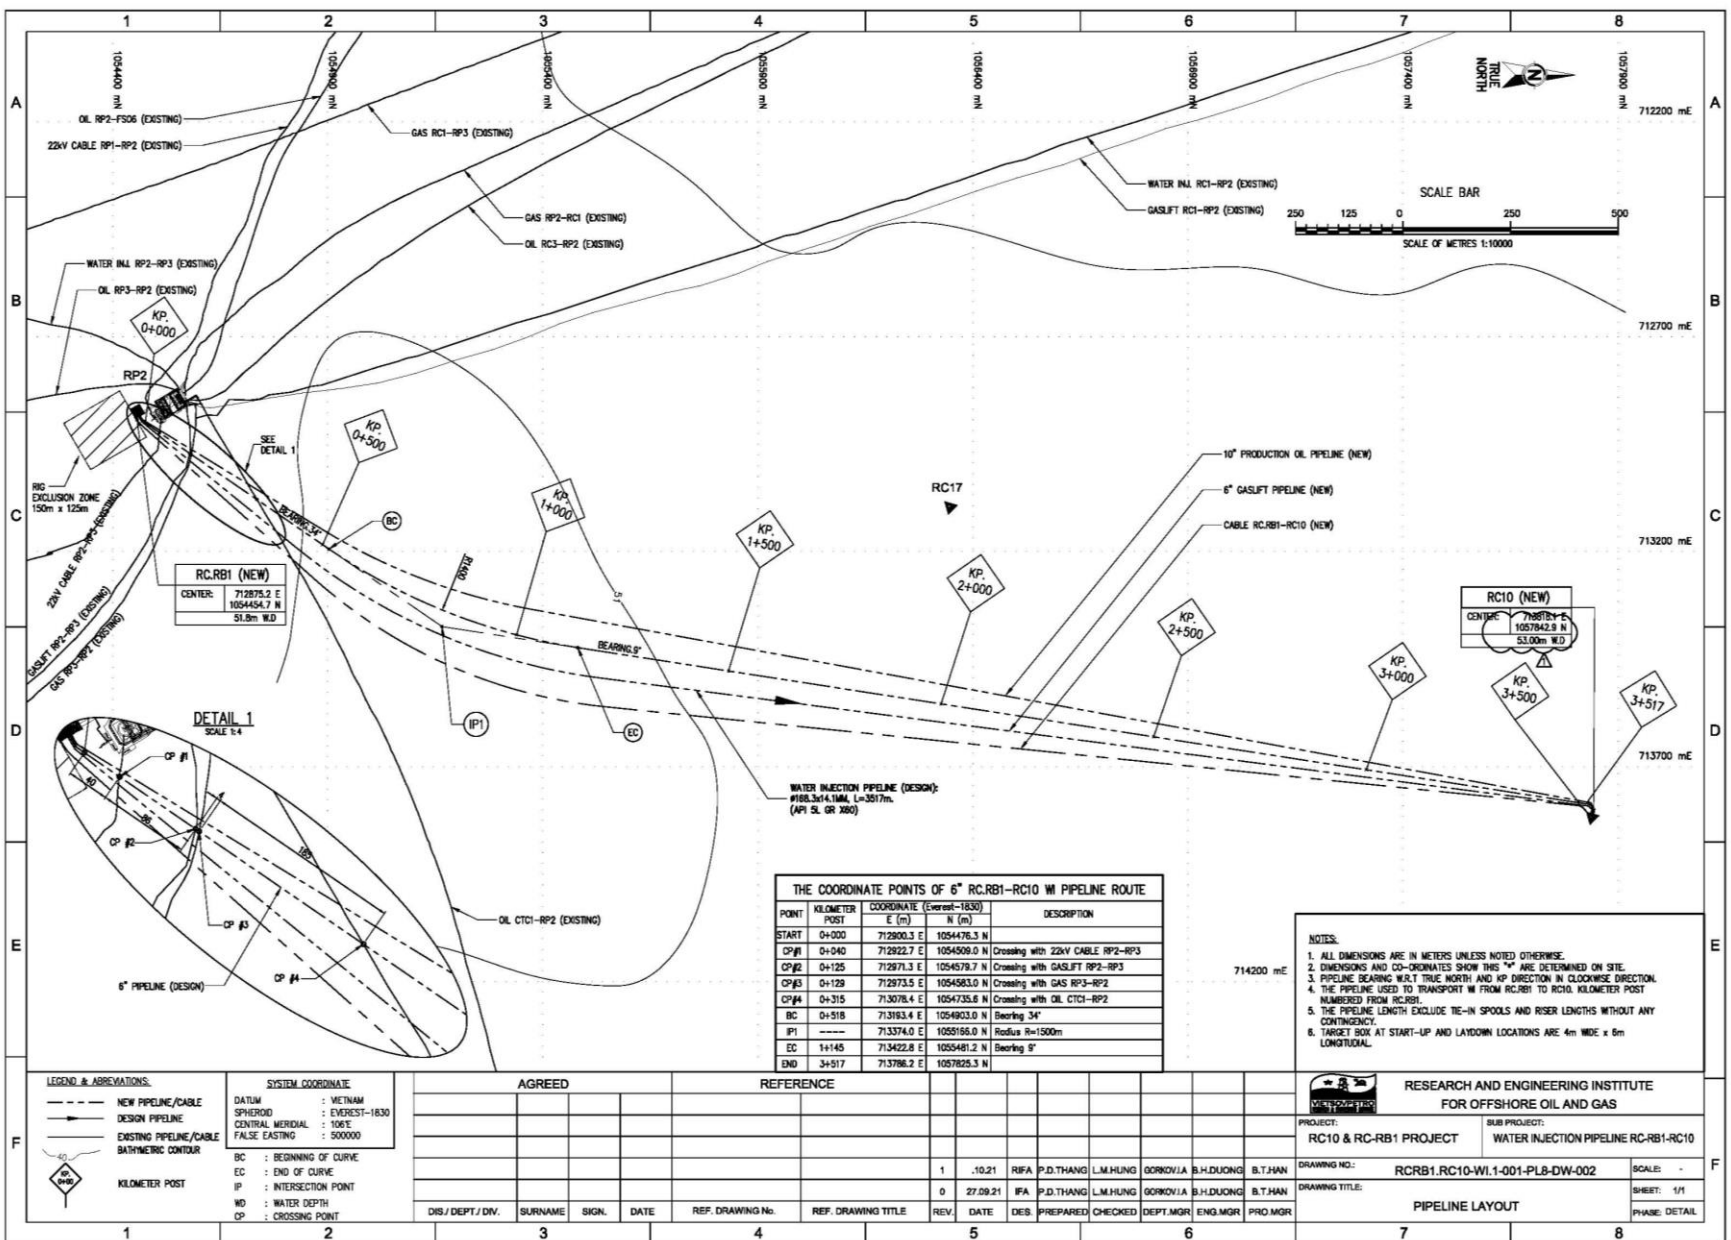 1 2 3 4 5 6 7 8
A
B
C
D
E
F
1054400 mN
1054900 mN
1055400 mN
1055900 mN
1056400 mN
1056900 mN
1057400 mN
1057900 mN
TRUE
NORTH
N
712200 mE
712700 mE
713200 mE
713700 mE
714200 mE
OIL RP2-FSO6 (EXISTING)
22kV CABLE RP1-RP2 (EXISTING)
GAS RC1-RP3 (EXISTING)
GAS RP2-RC1 (EXISTING)
OIL RC3-RP2 (EXISTING)
WATER INJ. RC1-RP2 (EXISTING)
GASLIFT RC1-RP2 (EXISTING)
SCALE BAR
250 125 0 250 500
SCALE OF METRES 1:10000
WATER INJ. RP2-RP3 (EXISTING)
OIL RP3-RP2 (EXISTING)
KP.
0+000
RP2
KP.
0+500
SEE
DETAIL 1
RIG
EXCLUSION ZONE
150m x 125m
22kV CABLE RP2-RP3 (EXISTING)
GASLIFT RP2-RP3 (EXISTING)
GAS RP3-RP2 (EXISTING)
BEARING 34°
BC
KP.
1+000
R1400
51
KP.
1+500
RC17
KP.
2+000
10" PRODUCTION OIL PIPELINE (NEW)
6" GASLIFT PIPELINE (NEW)
CABLE RC.RB1-RC10 (NEW)
RC.RB1 (NEW)
CENTER: 712875.2 E
1054454.7 N
51.8m W.D
RC10 (NEW)
CENTER: 713818.1 E
1057842.9 N
53.00m W.D
1
KP.
2+500
KP.
3+000
KP.
3+500
KP.
3+517
BEARING 9°
IP1
EC
DETAIL 1
SCALE 1:4
CP #1
40
86
CP #2
185
CP #3
CP #4
6" PIPELINE (DESIGN)
OIL CTC1-RP2 (EXISTING)
WATER INJECTION PIPELINE (DESIGN):
ø168.3x14.1MM, L=3517m.
(API 5L GR X60)
THE COORDINATE POINTS OF 6" RC.RB1-RC10 WI PIPELINE ROUTE
POINT KILOMETER POST COORDINATE (Everest-1830) E (m) N (m) DESCRIPTION
START 0+000 712900.3 E 1054476.3 N
CP#1 0+040 712922.7 E 1054509.0 N Crossing with 22kV CABLE RP2-RP3
CP#2 0+125 712971.3 E 1054579.7 N Crossing with GASLIFT RP2-RP3
CP#3 0+129 712973.5 E 1054583.0 N Crossing with GAS RP3-RP2
CP#4 0+315 713078.4 E 1054735.6 N Crossing with OIL CTC1-RP2
BC 0+518 713193.4 E 1054903.0 N Bearing 34°
IP1 ---- 713374.0 E 1055166.0 N Radius R=1500m
EC 1+145 713422.8 E 1055481.2 N Bearing 9°
END 3+517 713786.2 E 1057825.3 N
NOTES:
1. ALL DIMENSIONS ARE IN METERS UNLESS NOTED OTHERWISE.
2. DIMENSIONS AND CO-ORDINATES SHOW THIS "*" ARE DETERMINED ON SITE.
3. PIPELINE BEARING W.R.T TRUE NORTH AND KP DIRECTION IN CLOCKWISE DIRECTION.
4. THE PIPELINE USED TO TRANSPORT WI FROM RC.RB1 TO RC10. KILOMETER POST
NUMBERED FROM RC.RB1.
5. THE PIPELINE LENGTH EXCLUDE TIE-IN SPOOLS AND RISER LENGTHS WITHOUT ANY
CONTINGENCY.
6. TARGET BOX AT START-UP AND LAYDOWN LOCATIONS ARE 4m WIDE x 6m
LONGITUDIAL.
LEGEND & ABREVIATIONS:
NEW PIPELINE/CABLE
DESIGN PIPELINE
EXISTING PIPELINE/CABLE
40
BATHYMETRIC CONTOUR
KP.
0+00
KILOMETER POST
SYSTEM COORDINATE
DATUM : VIETNAM
SPHEROID : EVEREST-1830
CENTRAL MERIDIAL : 106°E
FALSE EASTING : 500000
BC : BEGINNING OF CURVE
EC : END OF CURVE
IP : INTERSECTION POINT
WD : WATER DEPTH
CP : CROSSING POINT
AGREED
REFERENCE
DIS./ DEPT./ DIV. SURNAME SIGN. DATE REF. DRAWING No. REF. DRAWING TITLE
1 .10.21 RIFA P.D.THANG L.M.HUNG GORKOV.I.A B.H.DUONG B.T.HAN
0 27.09.21 IFA P.D.THANG L.M.HUNG GORKOV.I.A B.H.DUONG B.T.HAN
REV. DATE DES. PREPARED CHECKED DEPT.MGR ENG.MGR PRO.MGR
VIETSOVPETRO
RESEARCH AND ENGINEERING INSTITUTE
FOR OFFSHORE OIL AND GAS
PROJECT:
RC10 & RC-RB1 PROJECT
SUB PROJECT:
WATER INJECTION PIPELINE RC-RB1-RC10
DRAWING NO.: RCRB1.RC10-WI.1-001-PL8-DW-002
SCALE: -
DRAWING TITLE:
PIPELINE LAYOUT
SHEET: 1/1
PHASE: DETAIL
1 2 3 4 5 6 7 8